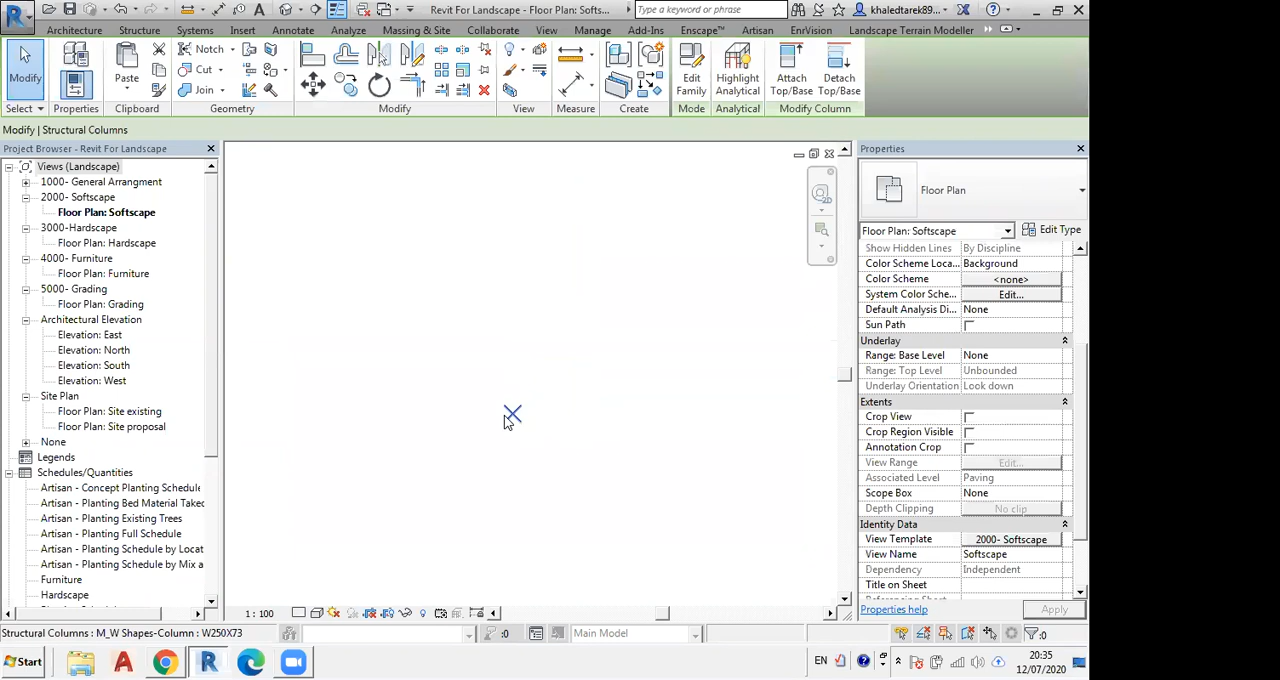 Revit For Landscape - Floor Plan: Softs...
Type a keyword or phrase
khaledtarek89...
Architecture
Structure
Systems
Insert
Annotate
Analyze
Massing & Site
Collaborate
View
Manage
Add-Ins
Enscape™
Artisan
EnVision
Landscape Terrain Modeller
Modify
Paste
Notch
Cut
Join
Edit
Family
Highlight
Analytical
Attach
Top/Base
Detach
Top/Base
Select
Properties
Clipboard
Geometry
Modify
View
Measure
Create
Mode
Analytical
Modify Column
Modify | Structural Columns
Project Browser - Revit For Landscape
Views (Landscape)
1000- General Arrangment
2000- Softscape
Floor Plan: Softscape
3000-Hardscape
Floor Plan: Hardscape
4000- Furniture
Floor Plan: Furniture
5000- Grading
Floor Plan: Grading
Architectural Elevation
Elevation: East
Elevation: North
Elevation: South
Elevation: West
Site Plan
Floor Plan: Site existing
Floor Plan: Site proposal
None
Legends
Schedules/Quantities
Artisan - Concept Planting Schedule
Artisan - Planting Bed Material Takec
Artisan - Planting Existing Trees
Artisan - Planting Full Schedule
Artisan - Planting Schedule by Locat
Artisan - Planting Schedule by Mix a
Furniture
Hardscape
2D
Properties
Floor Plan
Floor Plan: Softscape
Edit Type
Show Hidden Lines By Discipline
Color Scheme Loca... Background
Color Scheme <none>
System Color Sche... Edit...
Default Analysis Di... None
Sun Path
Underlay
Range: Base Level None
Range: Top Level Unbounded
Underlay Orientation Look down
Extents
Crop View
Crop Region Visible
Annotation Crop
View Range Edit...
Associated Level Paving
Scope Box None
Depth Clipping No clip
Identity Data
View Template 2000- Softscape
View Name Softscape
Dependency Independent
Title on Sheet
Properties help
Apply
1 : 100
Structural Columns : M_W Shapes-Column : W250X73
:0
Main Model
:0
Start
EN
20:35
12/07/2020